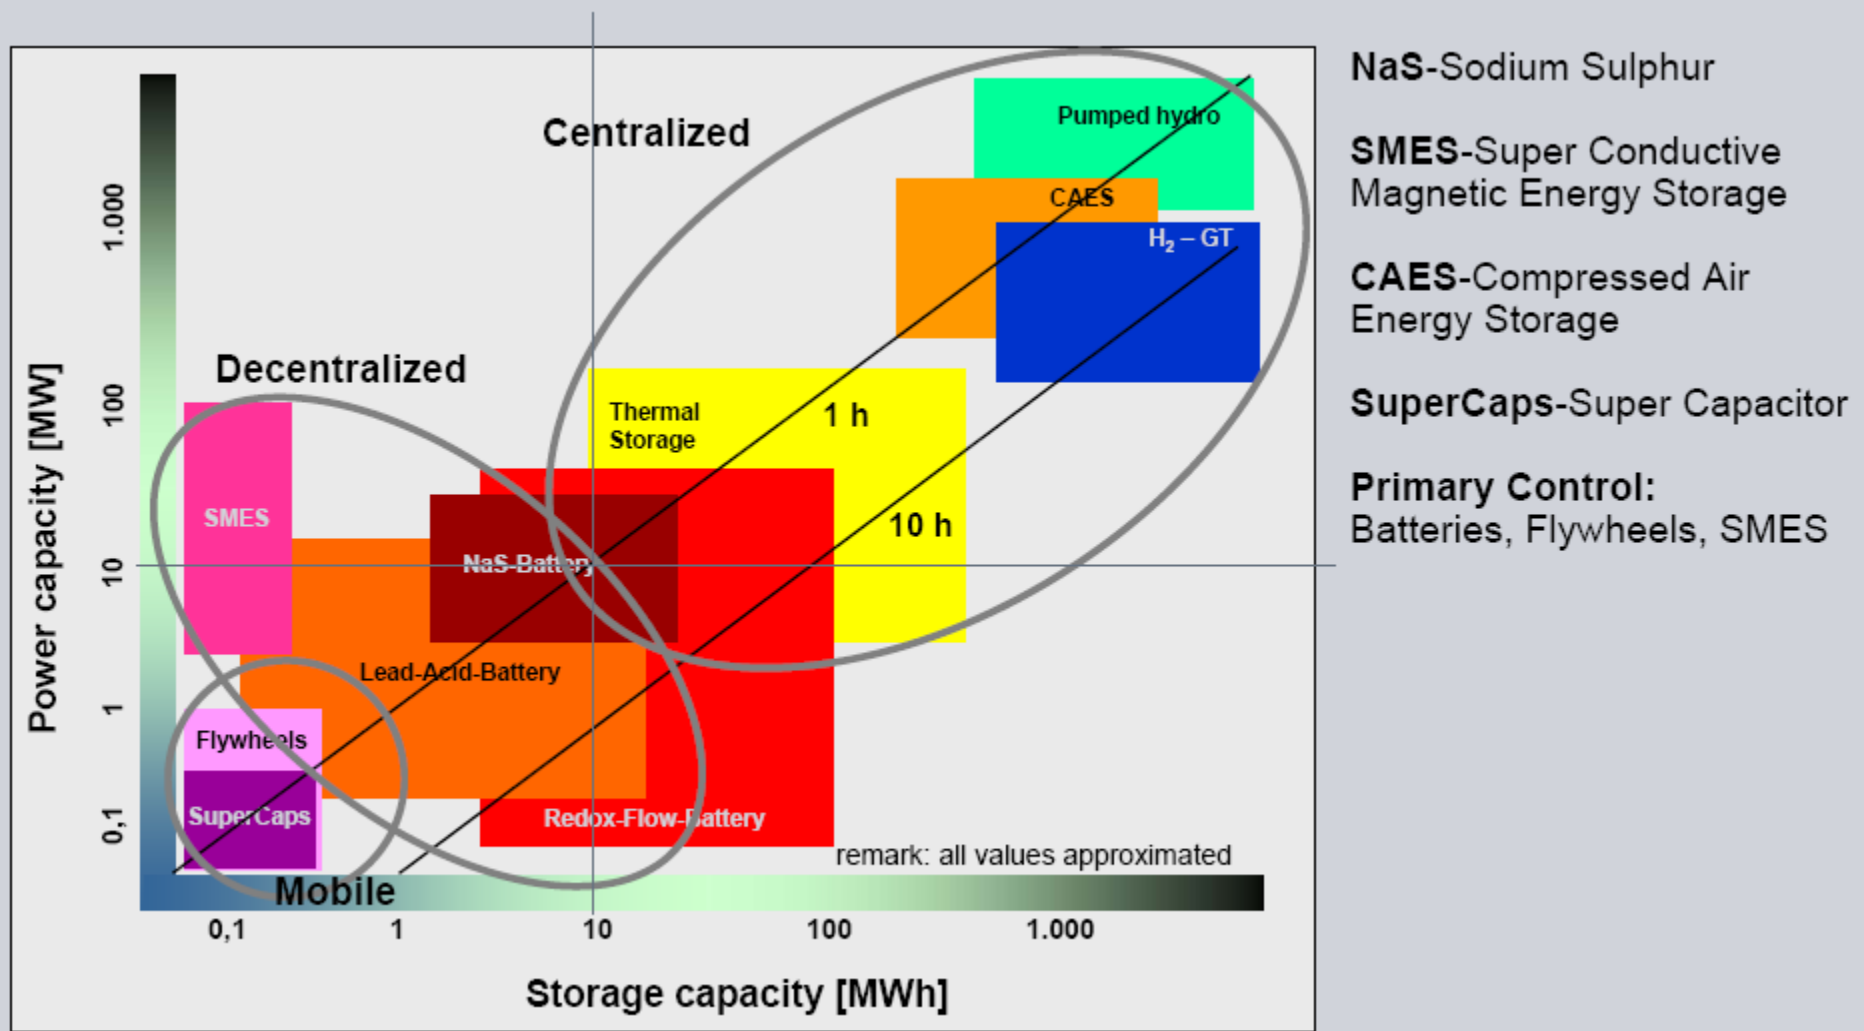 Centralized
Pumped hydro
CAES
H₂ – GT
Decentralized
Thermal
Storage
1 h
10 h
SMES
NaS-Battery
Lead-Acid-Battery
Flywheels
SuperCaps
Redox-Flow-Battery
remark: all values approximated
Mobile
Power capacity [MW]
1.000
100
10
1
0,1
0,1
1
10
100
1.000
Storage capacity [MWh]
NaS-Sodium Sulphur
SMES-Super Conductive
Magnetic Energy Storage
CAES-Compressed Air
Energy Storage
SuperCaps-Super Capacitor
Primary Control:
Batteries, Flywheels, SMES